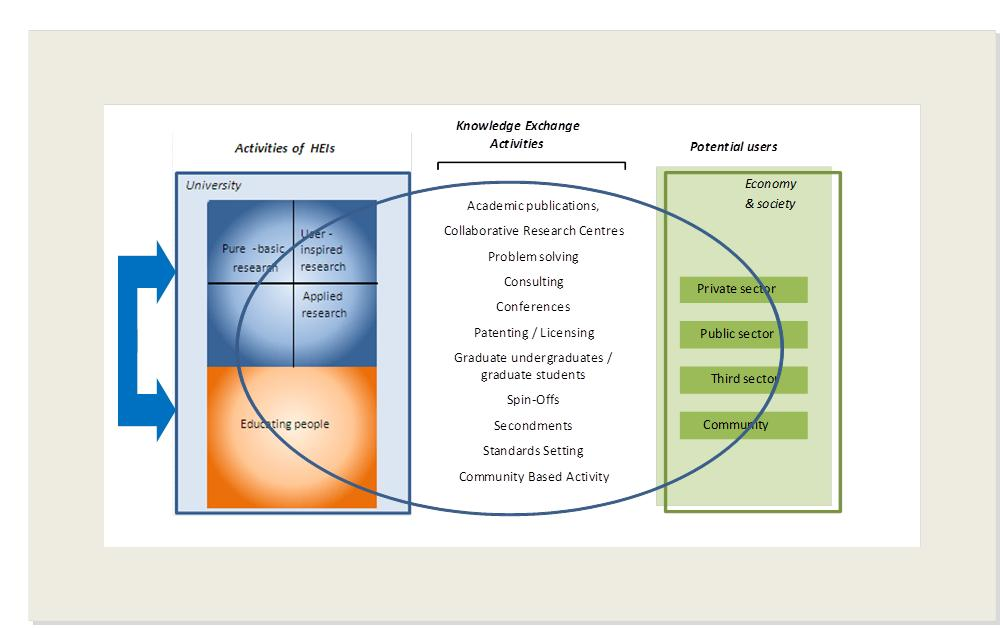 Activities of HEIs
University
Pure - basic
research
User -
inspired
research
Applied
research
Educating people
Knowledge Exchange
Activities
Academic publications,
Collaborative Research Centres
Problem solving
Consulting
Conferences
Patenting / Licensing
Graduate undergraduates /
graduate students
Spin-Offs
Secondments
Standards Setting
Community Based Activity
Potential users
Economy
& society
Private sector
Public sector
Third sector
Community